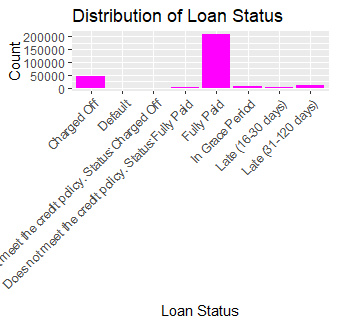 Distribution of Loan Status
Count
200000
150000
100000
50000
0
Charged Off
Default
meet the credit policy. Status:Charged Off
Does not meet the credit policy. Status:Fully Paid
Fully Paid
In Grace Period
Late (16-30 days)
Late (31-120 days)
Loan Status